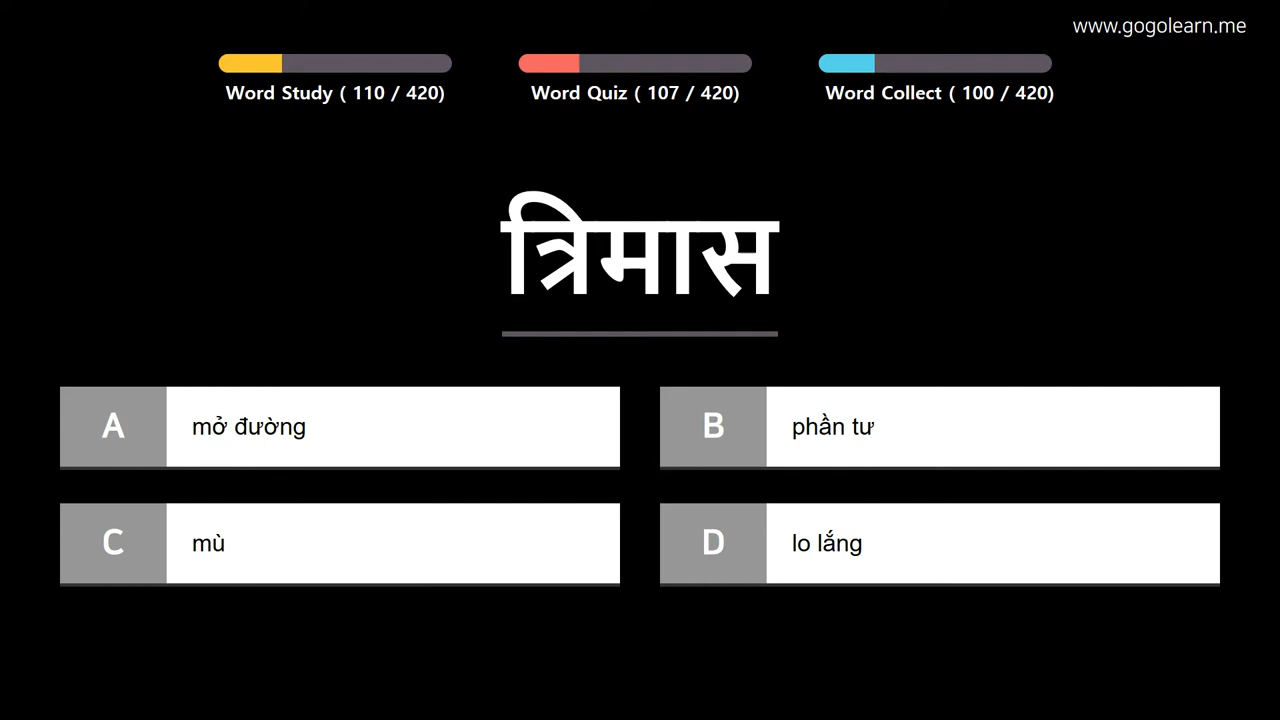 www.gogolearn.me
Word Study ( 110 / 420)
Word Quiz ( 107 / 420)
Word Collect ( 100 / 420)
त्रिमास
A mở đường
B phần tư
C mù
D lo lắng